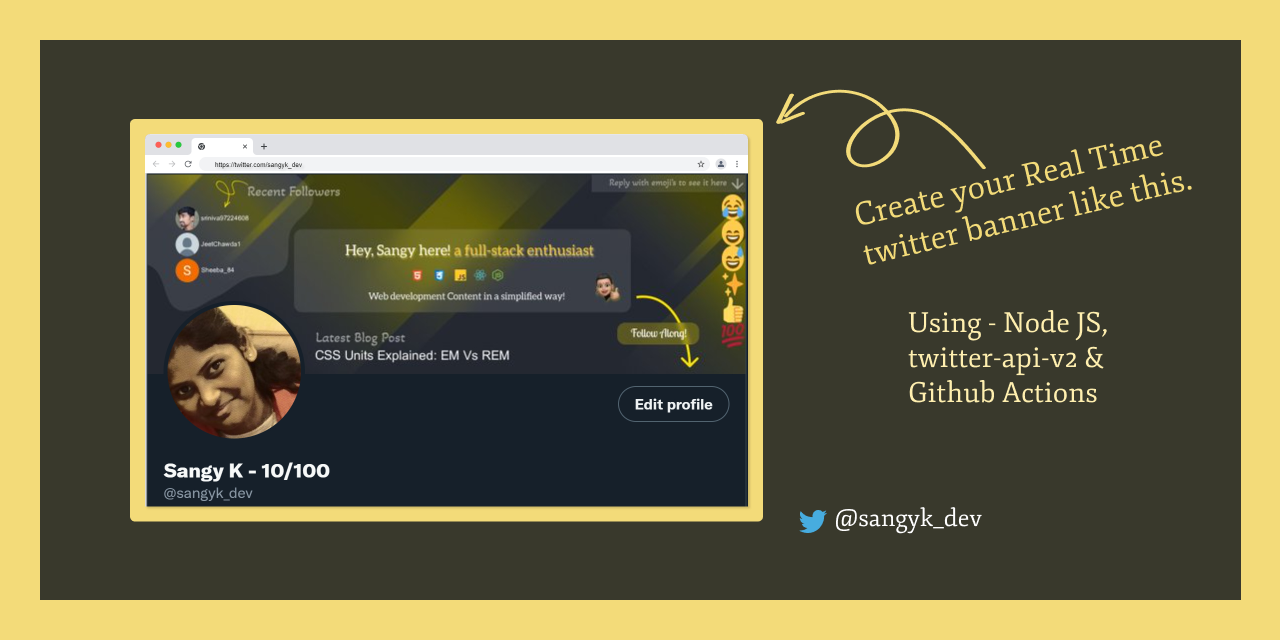 https://twitter.com/sangyk_dev
Recent Followers
Reply with emoji's to see it here
sriniva97224608
JeetChawda1
S
Sheeba_84
Hey, Sangy here! a full-stack enthusiast
JS
Web development Content in a simplified way!
Follow Along!
100
Latest Blog Post
CSS Units Explained: EM Vs REM
Edit profile
Sangy K - 10/100
@sangyk_dev
Create your Real Time
twitter banner like this.
Using - Node JS,
twitter-api-v2 &
Github Actions
@sangyk_dev